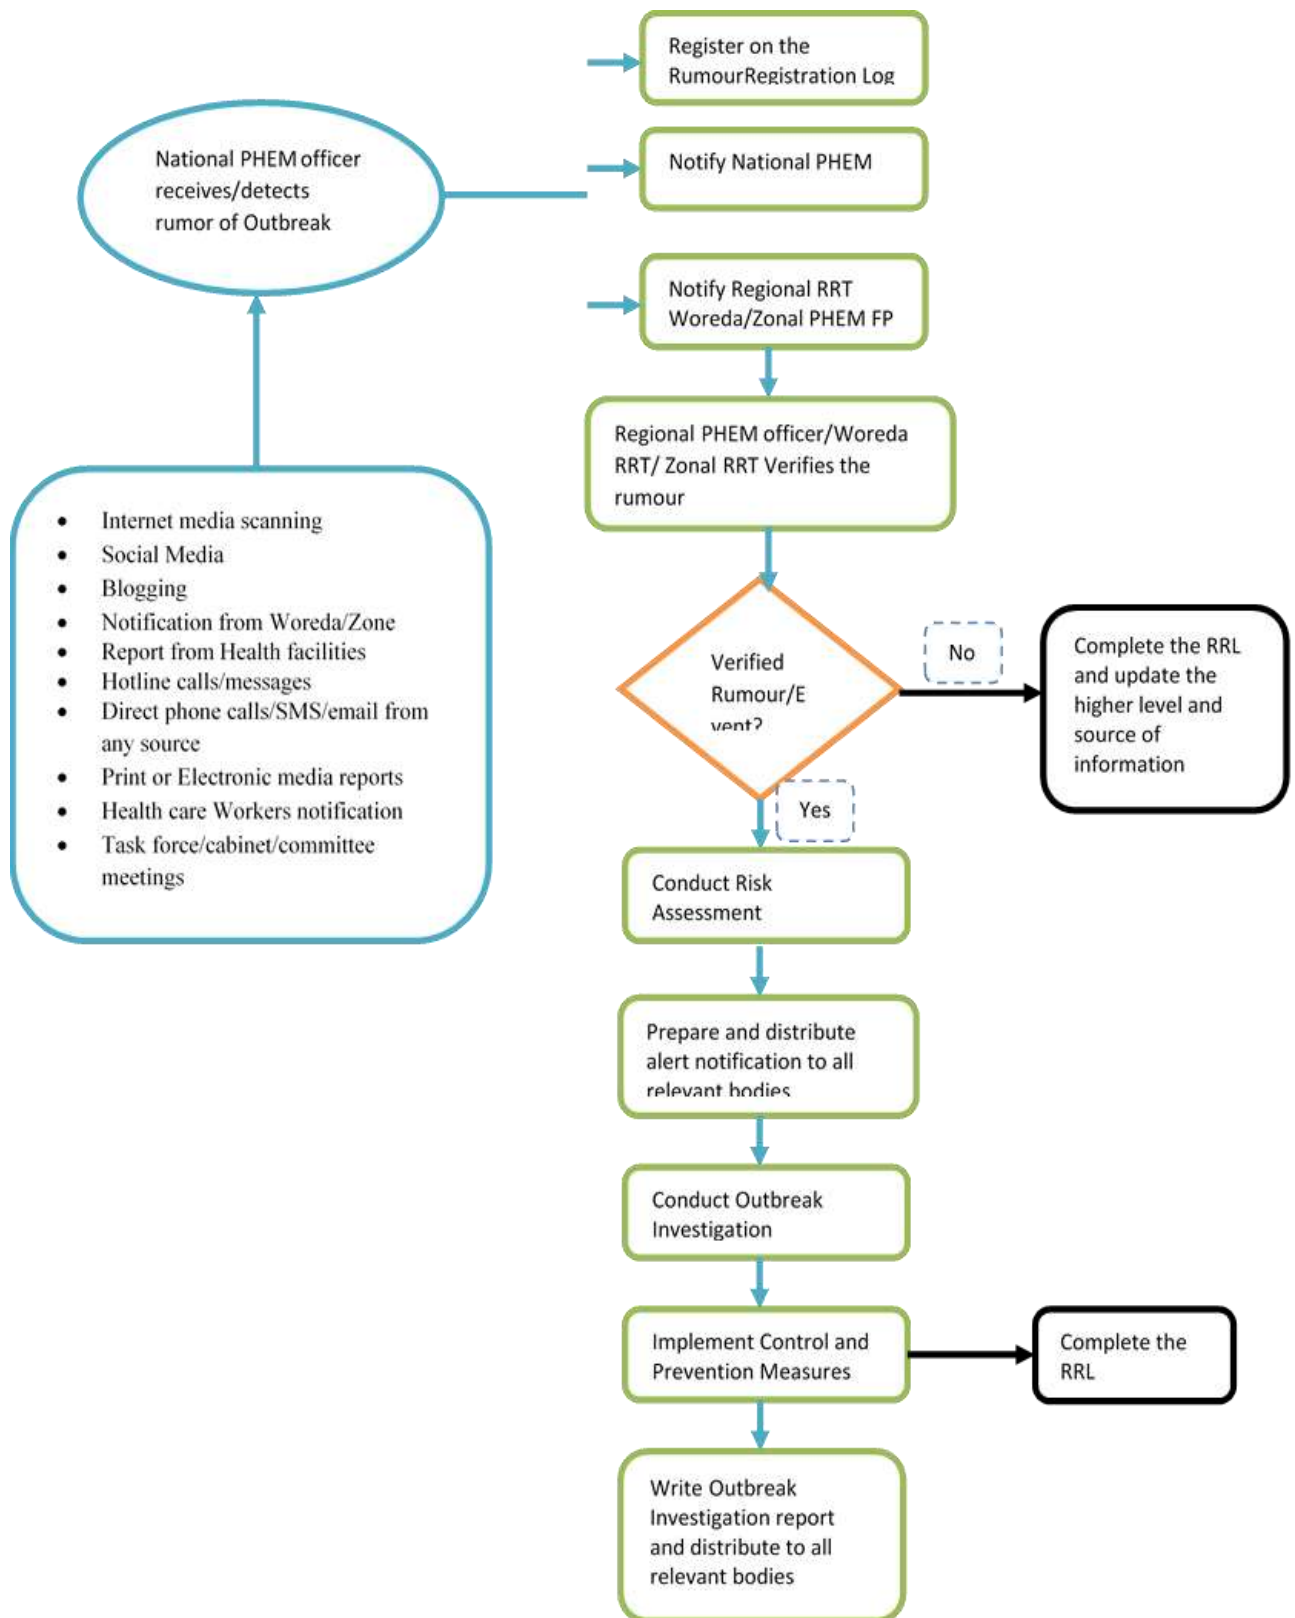 Register on the
RumourRegistration Log
National PHEM officer
receives/detects
rumor of Outbreak
Notify National PHEM
Notify Regional RRT
Woreda/Zonal PHEM FP
Regional PHEM officer/Woreda
RRT/ Zonal RRT Verifies the
rumour
• Internet media scanning
• Social Media
• Blogging
• Notification from Woreda/Zone
• Report from Health facilities
• Hotline calls/messages
• Direct phone calls/SMS/email from
any source
• Print or Electronic media reports
• Health care Workers notification
• Task force/cabinet/committee
meetings
Verified
Rumour/E
vent?
No
Complete the RRL
and update the
higher level and
source of
information
Yes
Conduct Risk
Assessment
Prepare and distribute
alert notification to all
relevant bodies
Conduct Outbreak
Investigation
Implement Control and
Prevention Measures
Complete the
RRL
Write Outbreak
Investigation report
and distribute to all
relevant bodies